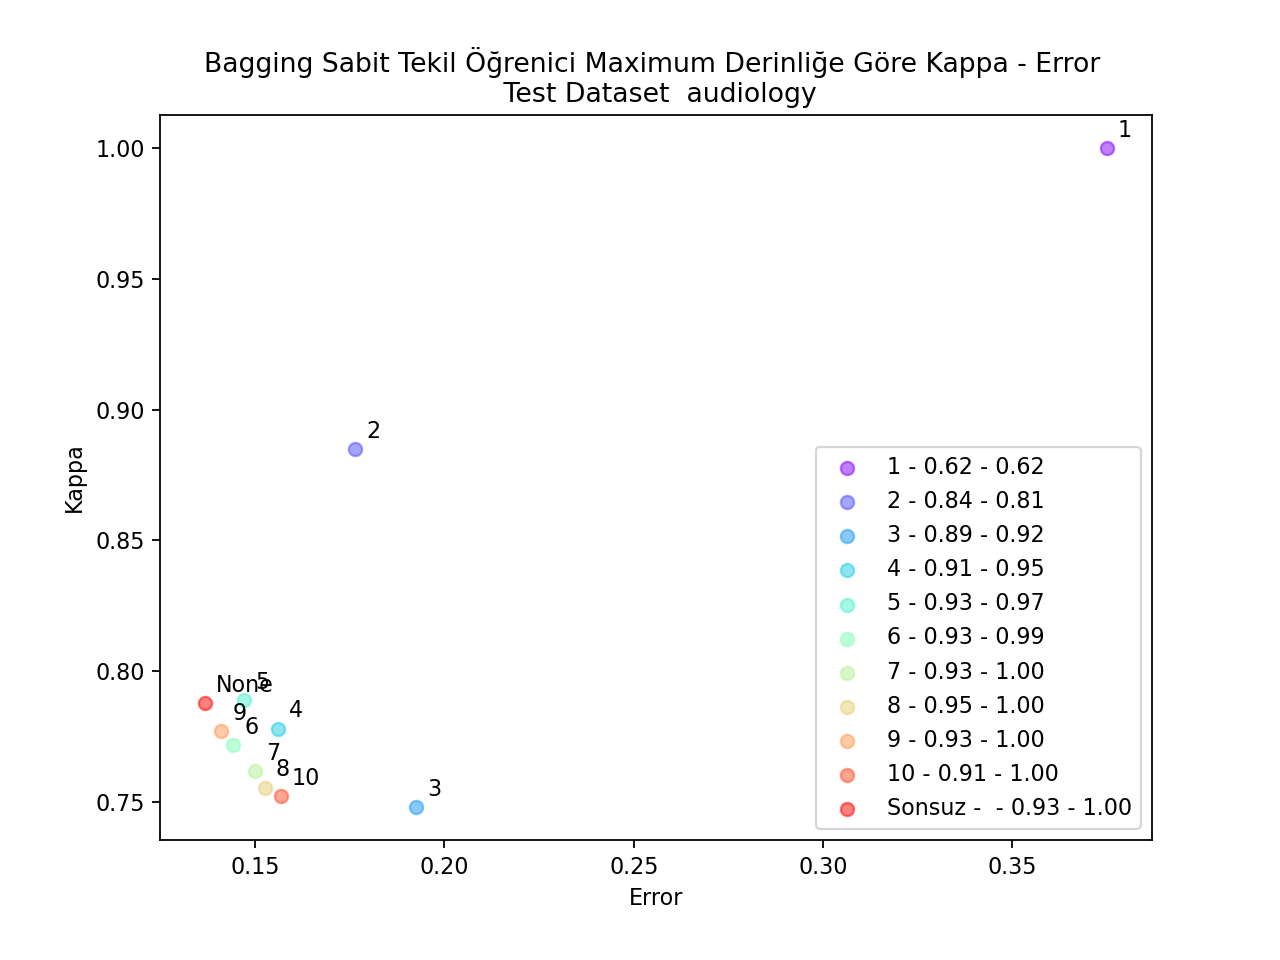 Bagging Sabit Tekil Öğrenici Maximum Derinliğe Göre Kappa - Error
Test Dataset  audiology
Kappa
1.00
0.95
0.90
0.85
0.80
0.75
1
2
None
5
9
6
4
7
8
10
3
1 - 0.62 - 0.62
2 - 0.84 - 0.81
3 - 0.89 - 0.92
4 - 0.91 - 0.95
5 - 0.93 - 0.97
6 - 0.93 - 0.99
7 - 0.93 - 1.00
8 - 0.95 - 1.00
9 - 0.93 - 1.00
10 - 0.91 - 1.00
Sonsuz -  - 0.93 - 1.00
0.15
0.20
0.25
0.30
0.35
Error